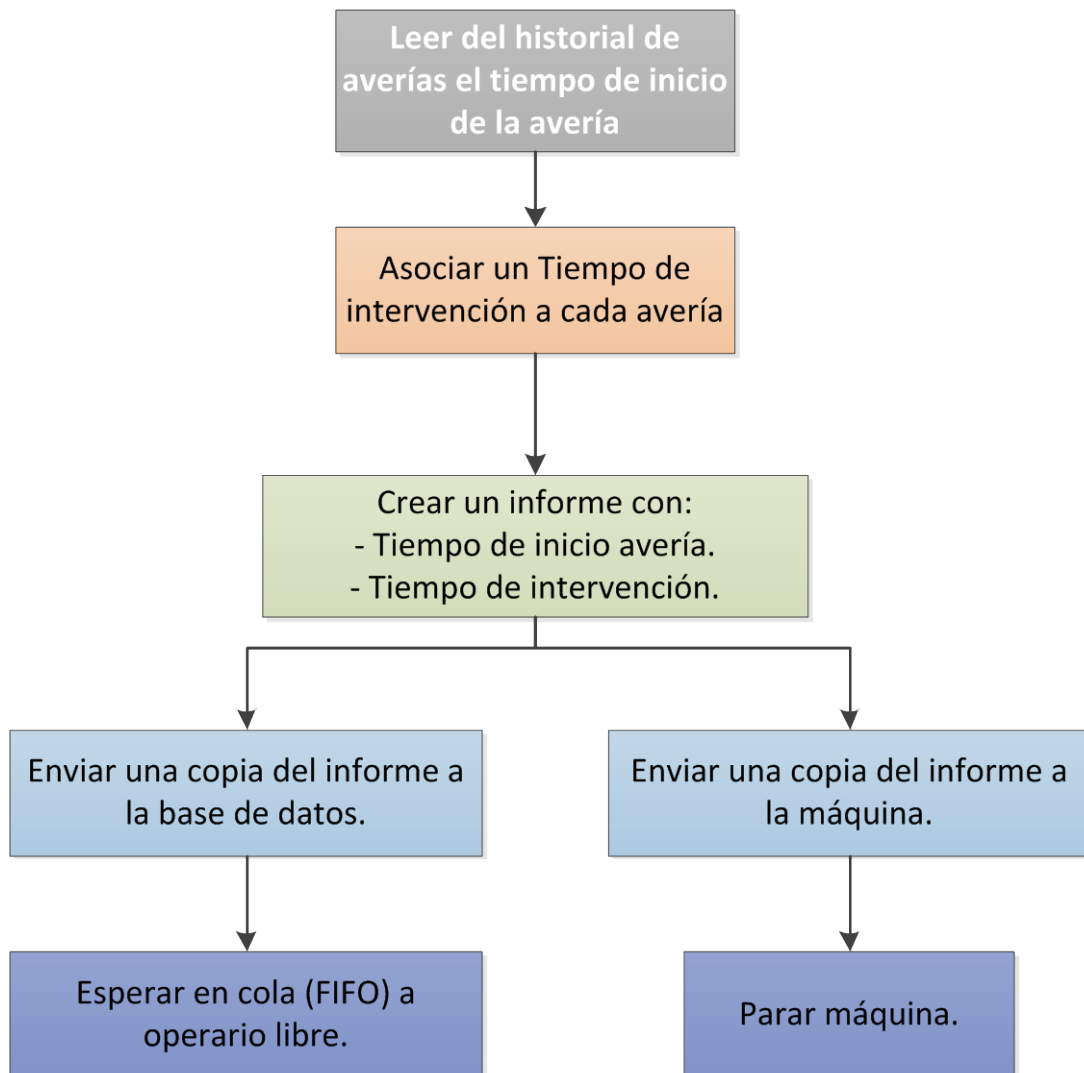 Leer del historial de
averías el tiempo de inicio
de la avería
Asociar un Tiempo de
intervención a cada avería
Crear un informe con:
- Tiempo de inicio avería.
- Tiempo de intervención.
Enviar una copia del informe a
la base de datos.
Enviar una copia del informe a
la máquina.
Esperar en cola (FIFO) a
operario libre.
Parar máquina.